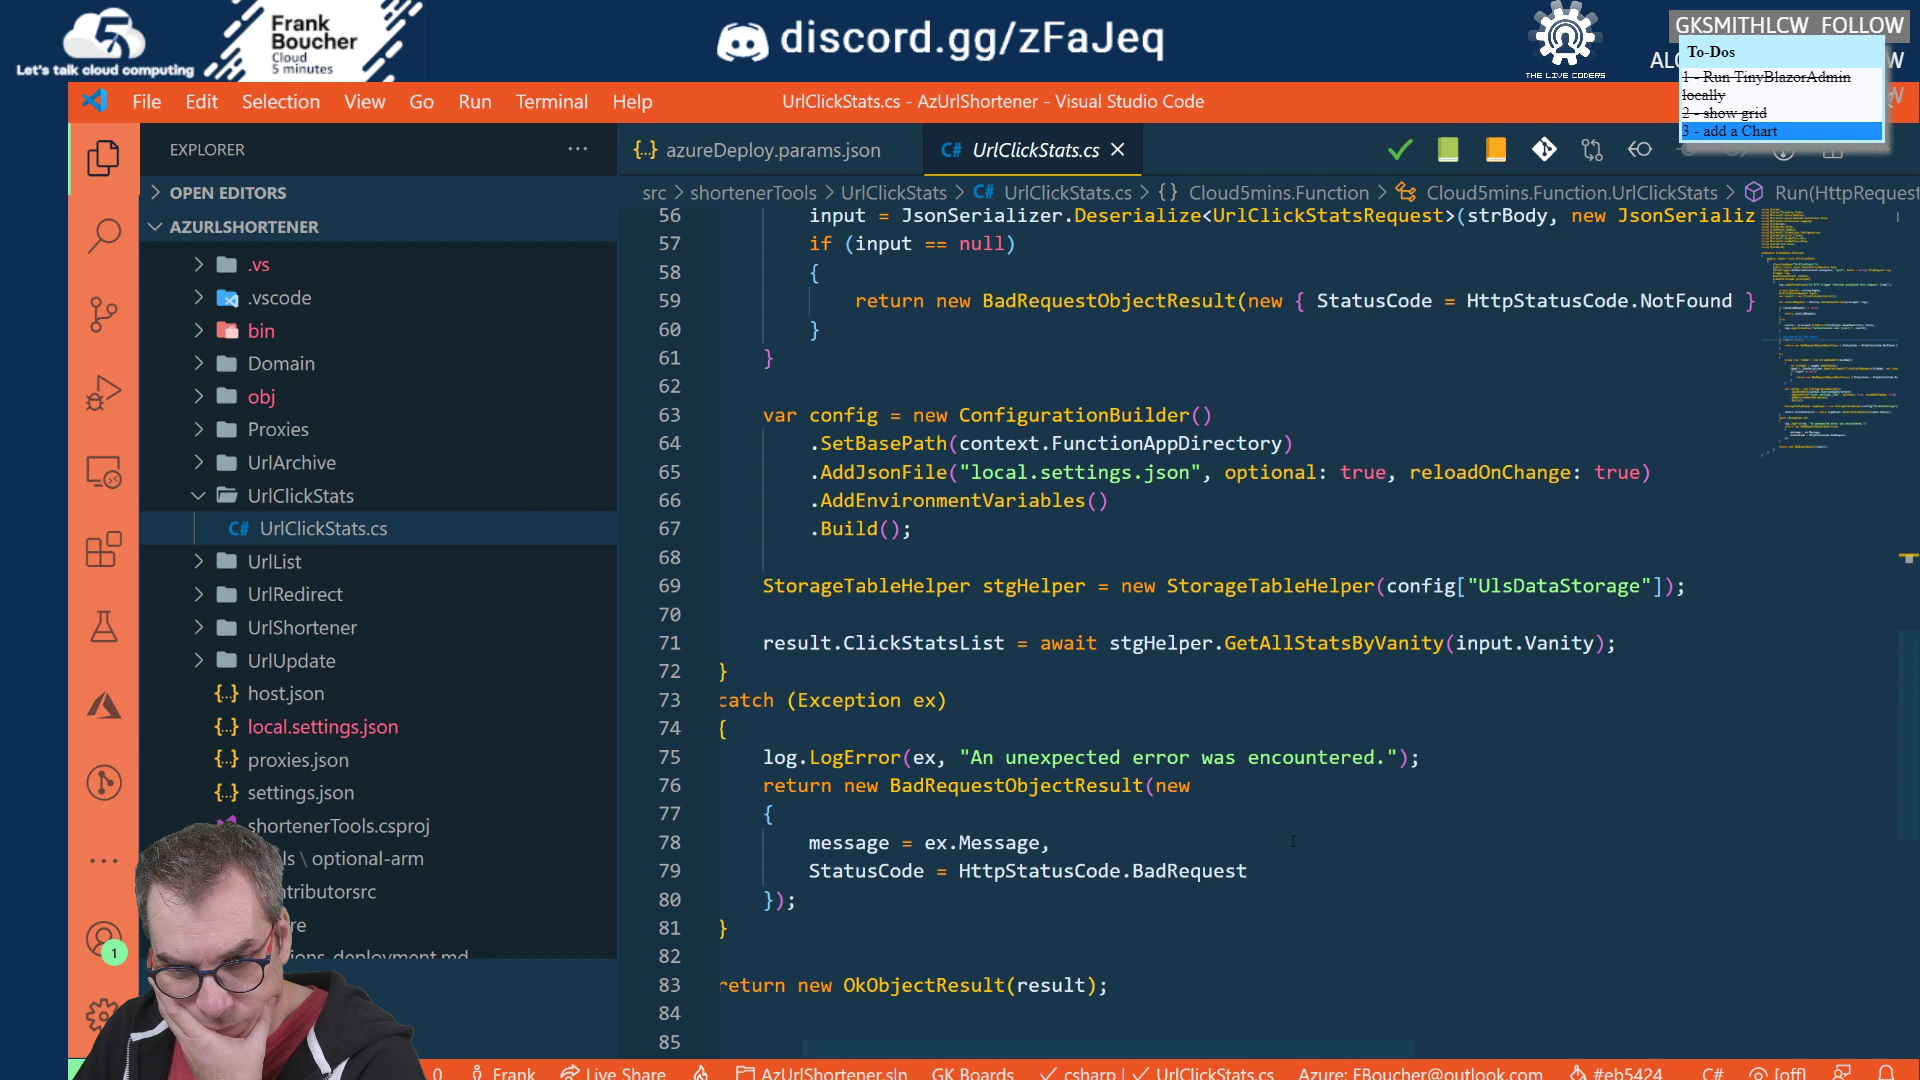 Let's talk cloud computing
Frank
Boucher
Cloud
5 minutes
discord.gg/zFaJeq
THE LIVE CODERS
GKSMITHLCW FOLLOW
To-Dos
1 - Run TinyBlazorAdmin
locally
2 - show grid
3 - add a Chart
File Edit Selection View Go Run Terminal Help
UrlClickStats.cs - AzUrlShortener - Visual Studio Code
EXPLORER
{..} azureDeploy.params.json
C# UrlClickStats.cs
OPEN EDITORS
src > shortenerTools > UrlClickStats > C# UrlClickStats.cs > {} Cloud5mins.Function > Cloud5mins.Function.UrlClickStats > Run(HttpRequest
AZURLSHORTENER
.vs
.vscode
bin
Domain
obj
Proxies
UrlArchive
UrlClickStats
C# UrlClickStats.cs
UrlList
UrlRedirect
UrlShortener
UrlUpdate
{..} host.json
{..} local.settings.json
{..} proxies.json
{..} settings.json
shortenerTools.csproj
ls \ optional-arm
ntributorsrc
re
ions_deployment.md
1
56 input = JsonSerializer.Deserialize<UrlClickStatsRequest>(strBody, new JsonSerializ
57 if (input == null)
58 {
59 return new BadRequestObjectResult(new { StatusCode = HttpStatusCode.NotFound }
60 }
61 }
62
63 var config = new ConfigurationBuilder()
64 .SetBasePath(context.FunctionAppDirectory)
65 .AddJsonFile("local.settings.json", optional: true, reloadOnChange: true)
66 .AddEnvironmentVariables()
67 .Build();
68
69 StorageTableHelper stgHelper = new StorageTableHelper(config["UlsDataStorage"]);
70
71 result.ClickStatsList = await stgHelper.GetAllStatsByVanity(input.Vanity);
72 }
73 catch (Exception ex)
74 {
75 log.LogError(ex, "An unexpected error was encountered.");
76 return new BadRequestObjectResult(new
77 {
78 message = ex.Message,
79 StatusCode = HttpStatusCode.BadRequest
80 });
81 }
82
83 return new OkObjectResult(result);
84
85
0 Frank Live Share AzUrlShortener.sln GK Boards csharp | UrlClickStats.cs Azure: FBoucher@outlook.com #eb5424 C# [off]